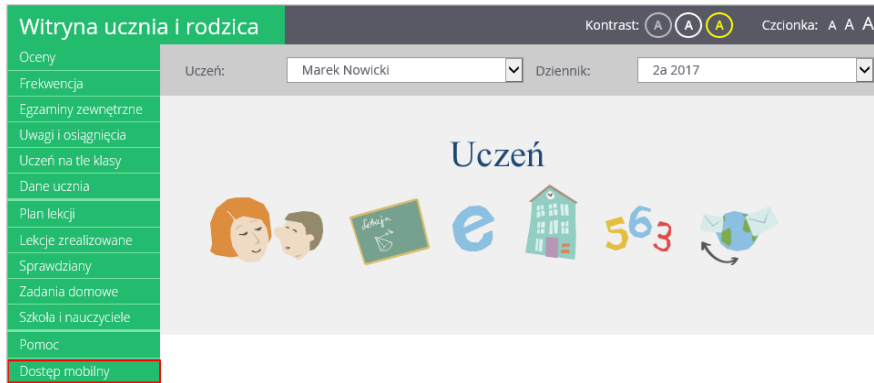 Witryna ucznia i rodzica
Kontrast: A A A Czcionka: A A A
Uczeń: Marek Nowicki Dziennik: 2a 2017
Oceny
Frekwencja
Egzaminy zewnętrzne
Uwagi i osiągnięcia
Uczeń na tle klasy
Dane ucznia
Plan lekcji
Lekcje zrealizowane
Sprawdziany
Zadania domowe
Szkoła i nauczyciele
Pomoc
Dostęp mobilny
Uczeń
Lekcja
e
563